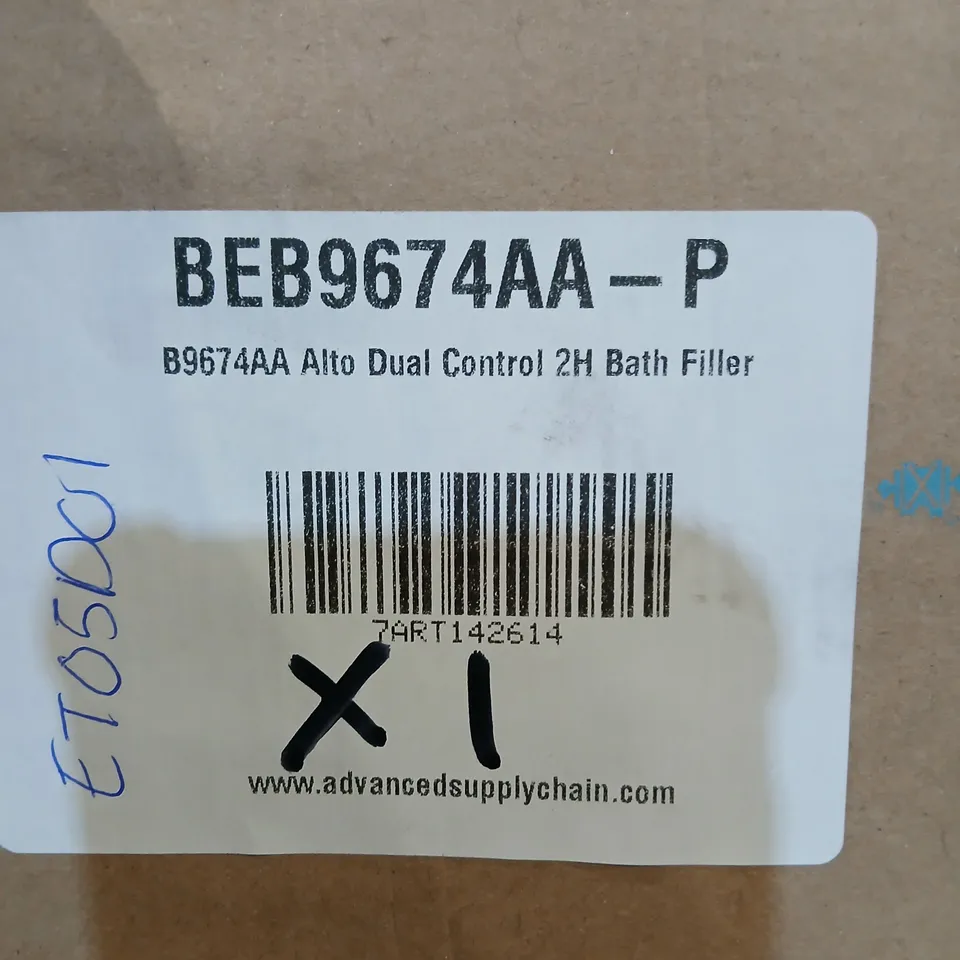 BEB9674AA-P
B9674AA Alto Dual Control 2H Bath Filler
7ART142614
X1
www.advancedsupplychain.com
ET05D01